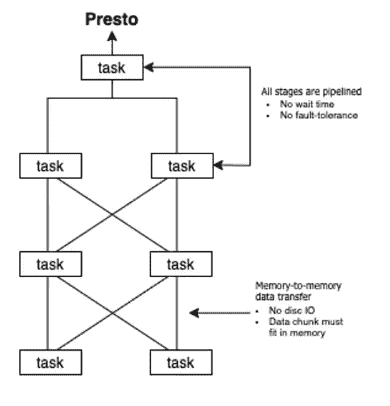 Presto
task
All stages are pipelined
• No wait time
• No fault-tolerance
task
task
task
task
Memory-to-memory
data transfer
• No disc IO
• Data chunk must
fit in memory
task
task